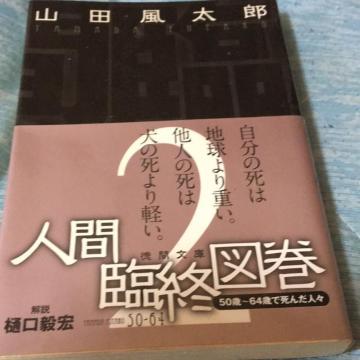 山田風太郎
YAMADA FUTARO
自分の死は
地球より重い。
他人の死は
犬の死より軽い。
2
徳間文庫
人間
臨終図巻
50歳〜64歳で死んだ人々
50-64
解説
樋口毅宏